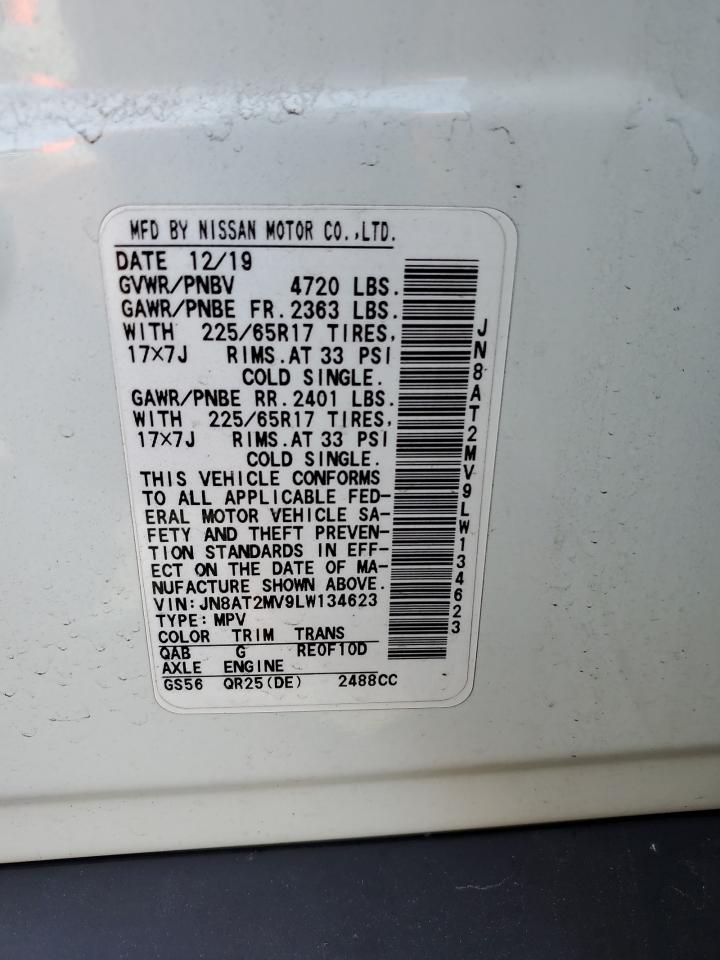 MFD BY NISSAN MOTOR CO.,LTD.
DATE 12/19
GVWR/PNBV 4720 LBS.
GAWR/PNBE FR. 2363 LBS.
WITH 225/65R17 TIRES,
17×7J RIMS.AT 33 PSI
COLD SINGLE.
GAWR/PNBE RR. 2401 LBS.
WITH 225/65R17 TIRES,
17×7J RIMS.AT 33 PSI
COLD SINGLE.
THIS VEHICLE CONFORMS
TO ALL APPLICABLE FED-
ERAL MOTOR VEHICLE SA-
FETY AND THEFT PREVEN-
TION STANDARDS IN EFF-
ECT ON THE DATE OF MA-
NUFACTURE SHOWN ABOVE.
VIN:JN8AT2MV9LW134623
TYPE:MPV
COLOR TRIM TRANS
QAB G RE0F10D
AXLE ENGINE
GS56 QR25(DE) 2488CC
JN8AT2MV9LW134623